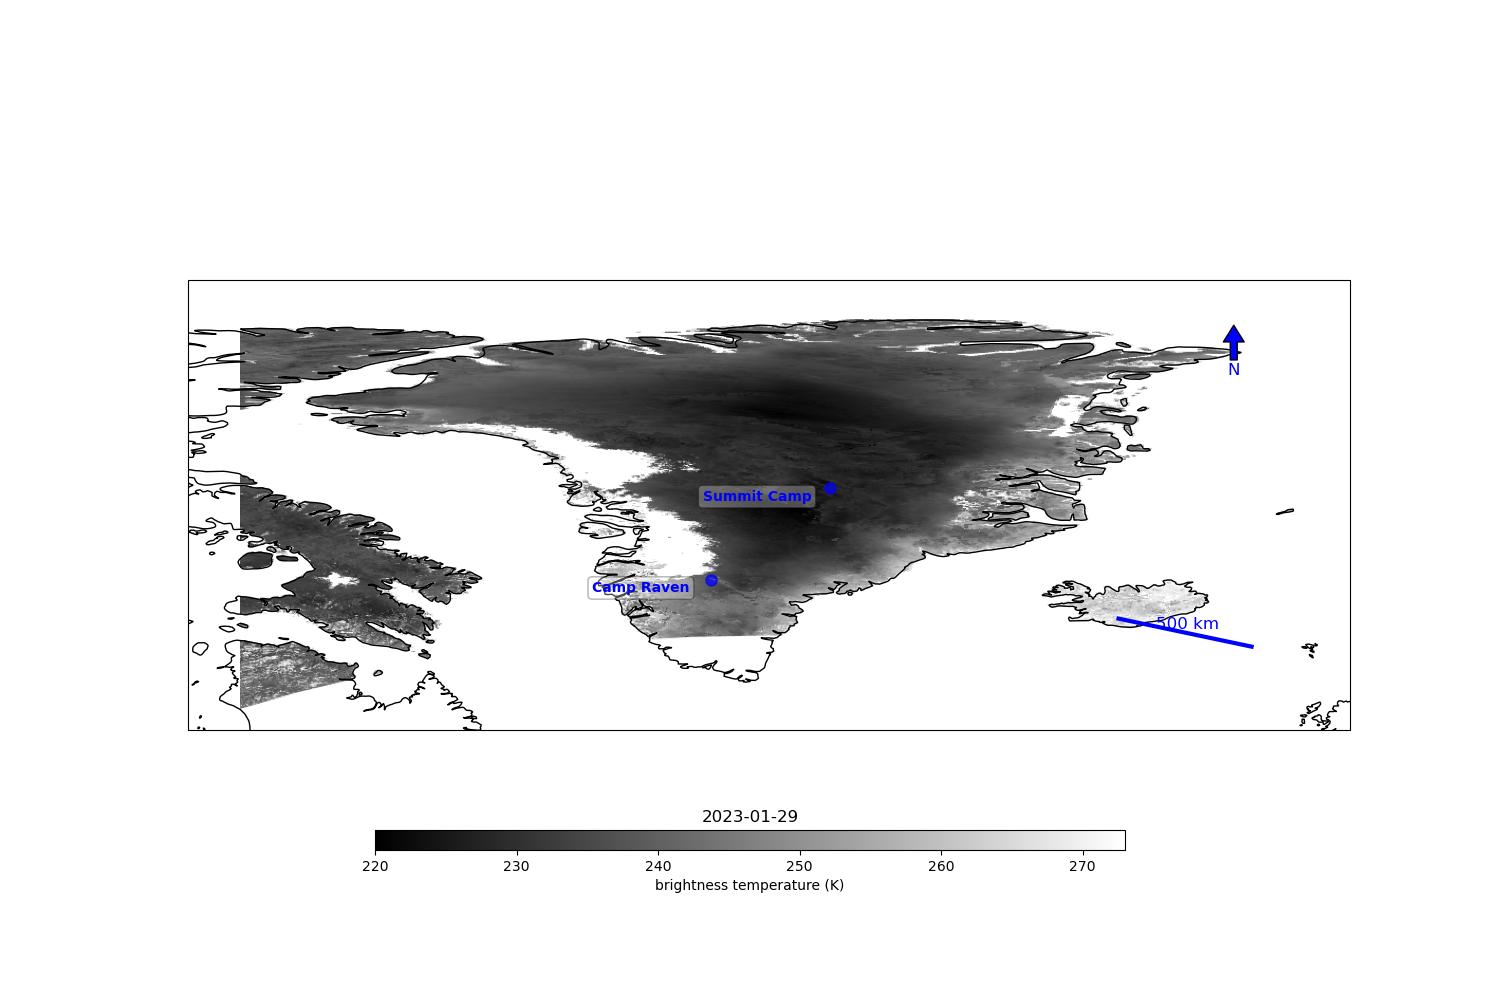 N
Summit Camp
Camp Raven
500 km
2023-01-29
220 230 240 250 260 270
brightness temperature (K)